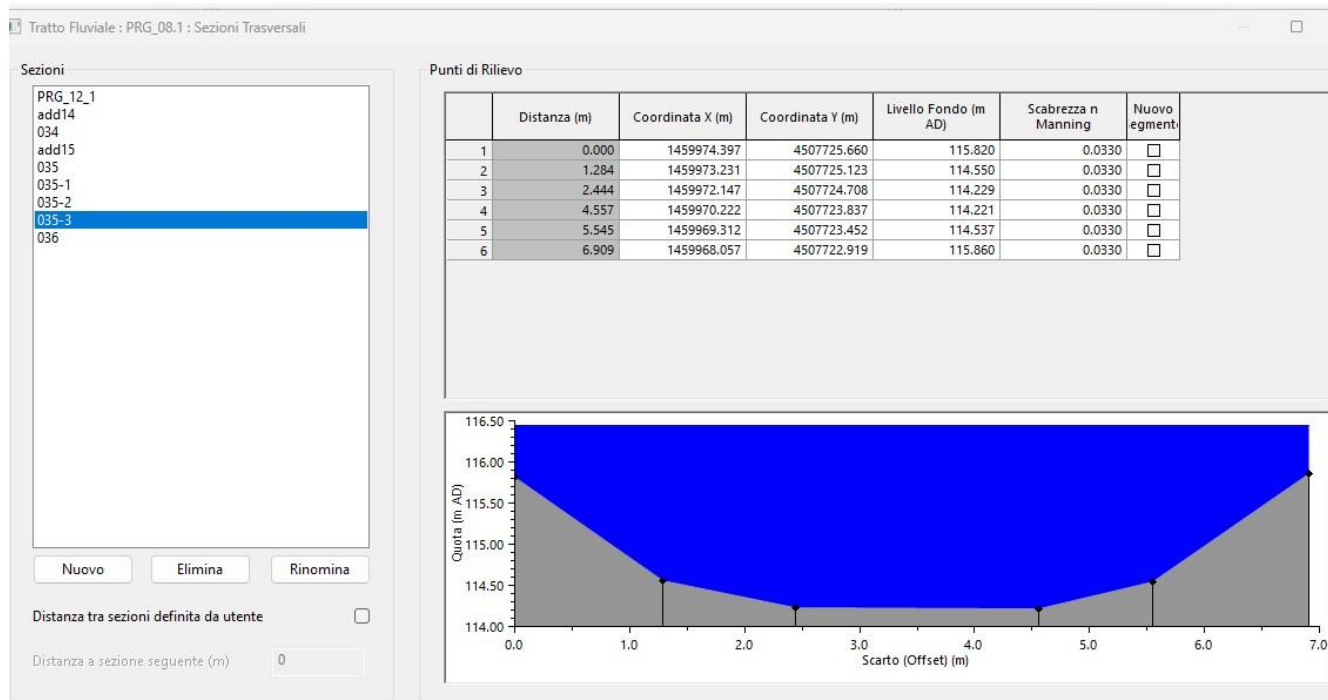 Tratto Fluviale : PRG_08.1 : Sezioni Trasversali
Sezioni
PRG_12_1
add14
034
add15
035
035-1
035-2
035-3
036
Nuovo Elimina Rinomina
Distanza tra sezioni definita da utente
Distanza a sezione seguente (m) 0
Punti di Rilievo
Distanza (m) Coordinata X (m) Coordinata Y (m) Livello Fondo (m AD) Scabrezza n Manning Nuovo egmento
1 0.000 1459974.397 4507725.660 115.820 0.0330
2 1.284 1459973.231 4507725.123 114.550 0.0330
3 2.444 1459972.147 4507724.708 114.229 0.0330
4 4.557 1459970.222 4507723.837 114.221 0.0330
5 5.545 1459969.312 4507723.452 114.537 0.0330
6 6.909 1459968.057 4507722.919 115.860 0.0330
Quota (m AD)
116.50
116.00
115.50
115.00
114.50
114.00
0.0 1.0 2.0 3.0 4.0 5.0 6.0 7.0
Scarto (Offset) (m)